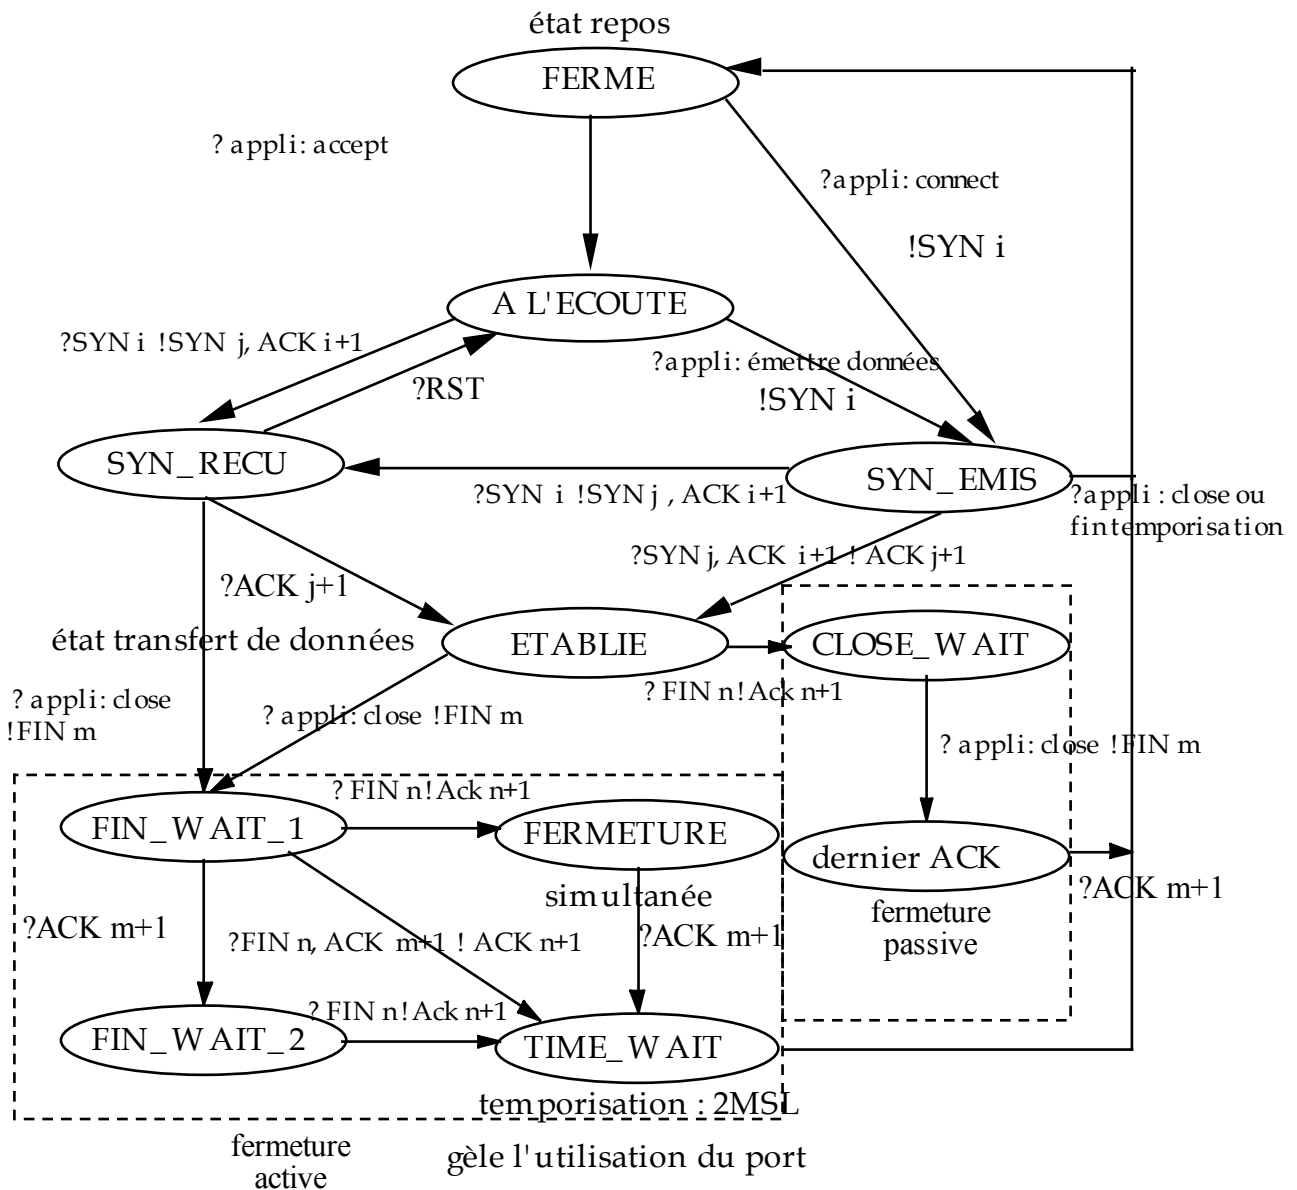 état repos
FERME
? appli: accept
?appli: connect
!SYN i
A L'ECOUTE
?SYN i !SYN j, ACK i+1
?appli: émettre données
?RST
!SYN i
SYN_RECU
SYN_EMIS
?SYN i !SYN j , ACK i+1
?appli : close ou
fin temporisation
?SYN j, ACK i+1 ! ACK j+1
?ACK j+1
état transfert de données
ETABLIE
CLOSE_WAIT
? FIN n!Ack n+1
? appli: close
!FIN m
? appli: close !FIN m
? appli: close !FIN m
? FIN n!Ack n+1
FIN_WAIT_1
FERMETURE
simultanée
dernier ACK
?ACK m+1
fermeture
passive
?ACK m+1
?FIN n, ACK m+1 ! ACK n+1
?ACK m+1
? FIN n!Ack n+1
FIN_WAIT_2
TIME_WAIT
temporisation : 2MSL
fermeture
active
gèle l'utilisation du port